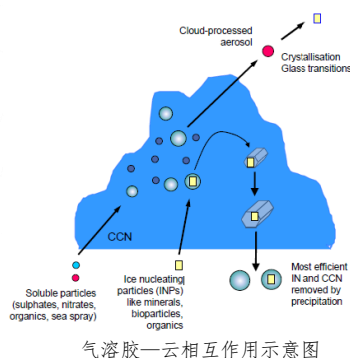 Cloud-processed
aerosol
Crystallisation
Glass transitions
CCN
Soluble particles
(sulphates, nitrates,
organics, sea spray)
Ice nucleating
particles (INPs)
like minerals,
bioparticles,
organics
Most efficient
IN and CCN
removed by
precipitation
气溶胶—云相互作用示意图